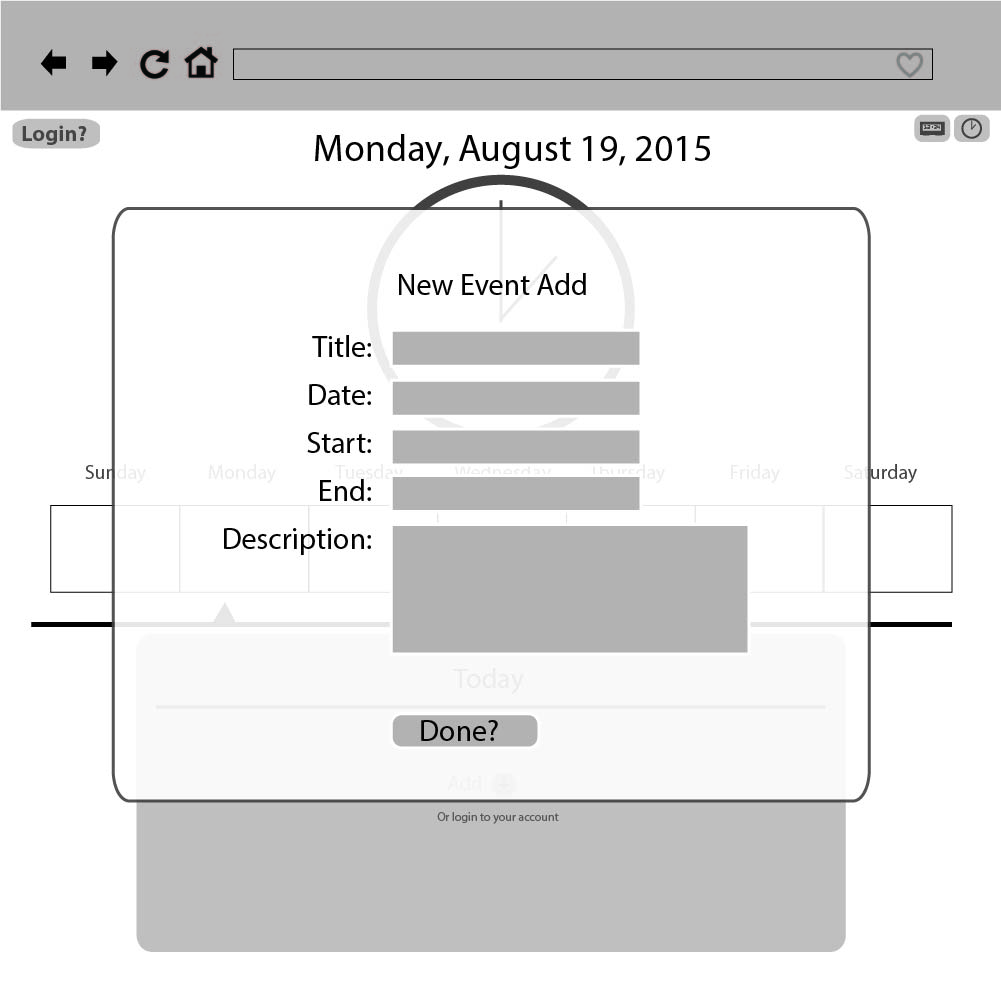 Login?
Monday, August 19, 2015
New Event Add
Title:
Date:
Start:
Sunday Monday Tuesday Wednesday Thursday Friday Saturday
End:
Description:
Today
Done?
Add
Or login to your account